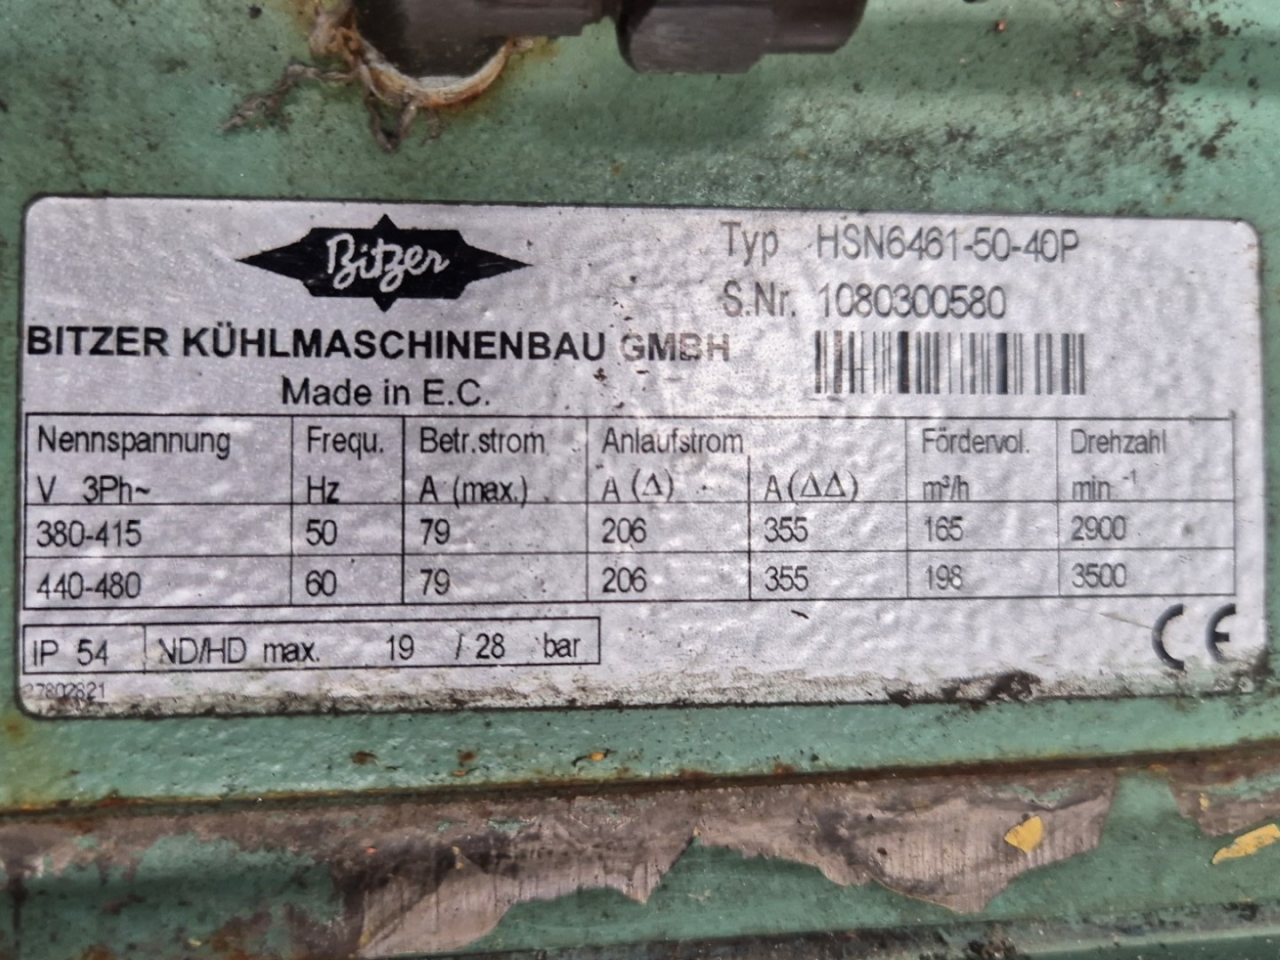 Bitzer
Typ HSN6461-50-40P
S.Nr. 1080300580
BITZER KÜHLMASCHINENBAU GMBH
Made in E.C.
Nennspannung Frequ. Betr.strom Anlaufstrom Fördervol. Drehzahl
V 3Ph~ Hz A (max.) A (Δ) A (ΔΔ) m³/h min⁻¹
380-415 50 79 206 355 165 2900
440-480 60 79 206 355 198 3500
IP 54 ND/HD max. 19 / 28 bar
CE